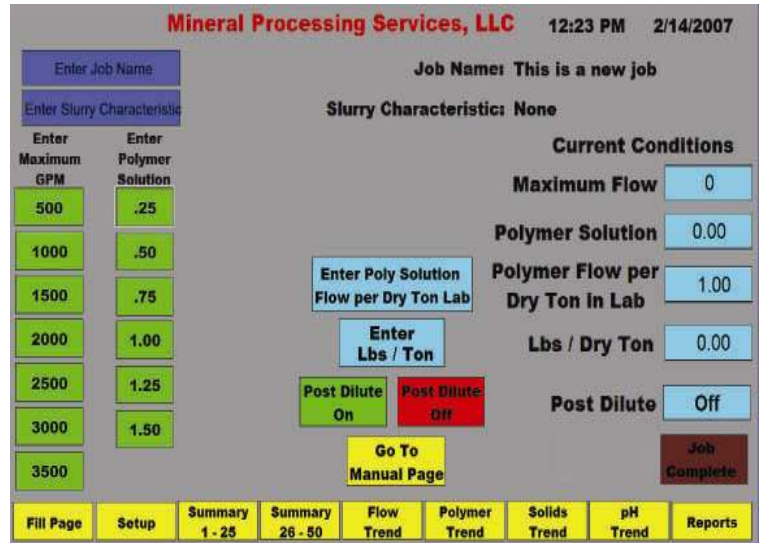 Mineral Processing Services, LLC 12:23 PM 2/14/2007
Enter Job Name
Job Name: This is a new job
Enter Slurry Characteristic
Slurry Characteristic: None
Enter
Maximum
GPM
Enter
Polymer
Solution
500
1000
1500
2000
2500
3000
3500
.25
.50
.75
1.00
1.25
1.50
Enter Poly Solution
Flow per Dry Ton Lab
Enter
Lbs / Ton
Post Dilute
On
Post Dilute
Off
Go To
Manual Page
Current Conditions
Maximum Flow 0
Polymer Solution 0.00
Polymer Flow per
Dry Ton in Lab 1.00
Lbs / Dry Ton 0.00
Post Dilute Off
Job
Complete
Fill Page
Setup
Summary
1 - 25
Summary
26 - 50
Flow
Trend
Polymer
Trend
Solids
Trend
pH
Trend
Reports